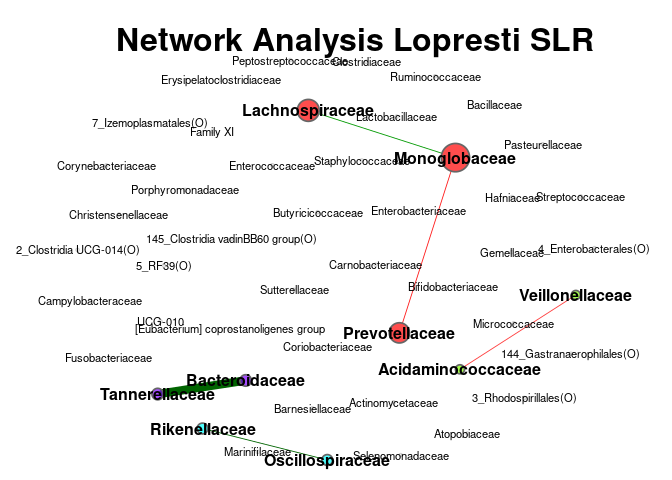 Network Analysis Lopresti SLR
Peptostreptococcaceae
Clostridiaceae
Erysipelatoclostridiaceae
Ruminococcaceae
Lachnospiraceae
Bacillaceae
Lactobacillaceae
7_Izemoplasmatales(O)
Family XI
Pasteurellaceae
Monoglobaceae
Staphylococcaceae
Corynebacteriaceae
Enterococcaceae
Porphyromonadaceae
Hafniaceae
Streptococcaceae
Christensenellaceae
Butyricicoccaceae
Enterobacteriaceae
145_Clostridia vadinBB60 group(O)
2_Clostridia UCG-014(O)
4_Enterobacterales(O)
Gemellaceae
5_RF39(O)
Carnobacteriaceae
Sutterellaceae
Bifidobacteriaceae
Veillonellaceae
Campylobacteraceae
UCG-010
[Eubacterium] coprostanoligenes group
Micrococcaceae
Prevotellaceae
Coriobacteriaceae
144_Gastranaerophilales(O)
Fusobacteriaceae
Acidaminococcaceae
Bacteroidaceae
Tannerellaceae
3_Rhodospirillales(O)
Actinomycetaceae
Barnesiellaceae
Rikenellaceae
Atopobiaceae
Marinifilaceae
Selenomonadaceae
Oscillospiraceae